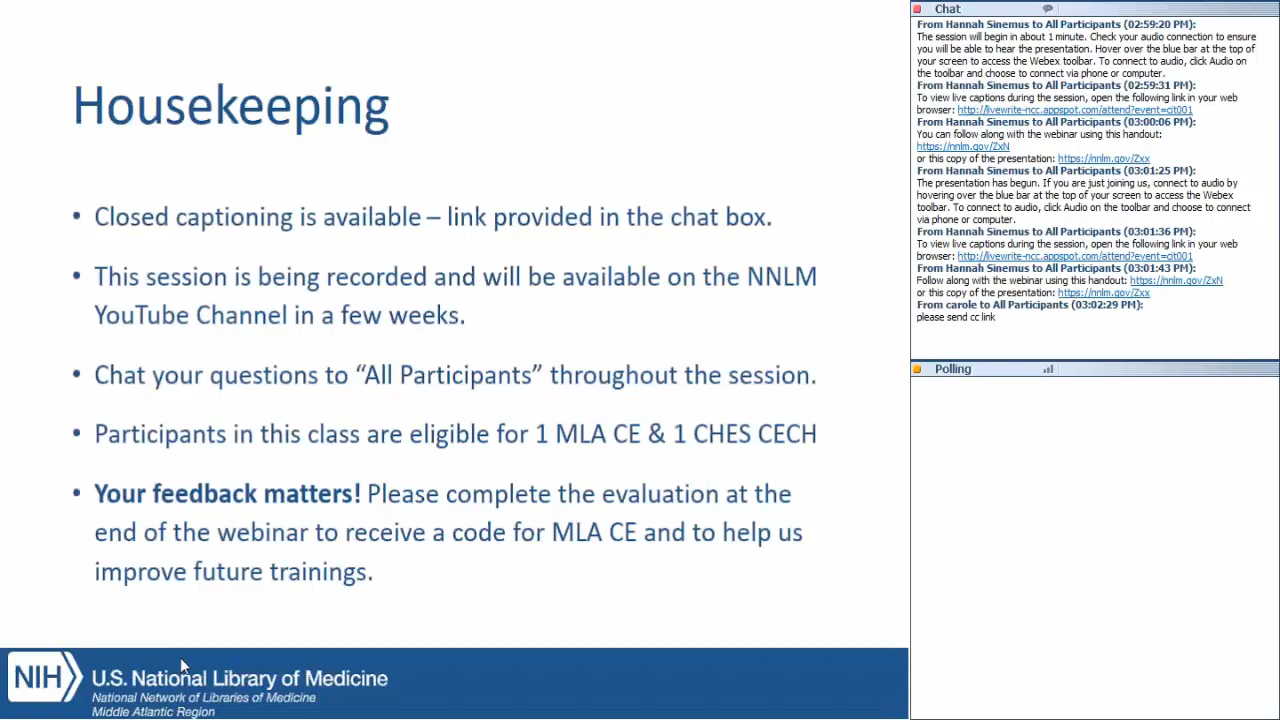 Housekeeping
• Closed captioning is available – link provided in the chat box.
• This session is being recorded and will be available on the NNLM
YouTube Channel in a few weeks.
• Chat your questions to “All Participants” throughout the session.
• Participants in this class are eligible for 1 MLA CE & 1 CHES CECH
• Your feedback matters! Please complete the evaluation at the
end of the webinar to receive a code for MLA CE and to help us
improve future trainings.
NIH
U.S. National Library of Medicine
National Network of Libraries of Medicine
Middle Atlantic Region
Chat
From Hannah Sinemus to All Participants (02:59:20 PM):
The session will begin in about 1 minute. Check your audio connection to ensure
you will be able to hear the presentation. Hover over the blue bar at the top of
your screen to access the Webex toolbar. To connect to audio, click Audio on
the toolbar and choose to connect via phone or computer.
From Hannah Sinemus to All Participants (02:59:31 PM):
To view live captions during the session, open the following link in your web
browser: http://livewrite-ncc.appspot.com/attend?event=cit001
From Hannah Sinemus to All Participants (03:00:06 PM):
You can follow along with the webinar using this handout:
https://nnlm.gov/ZxN
or this copy of the presentation: https://nnlm.gov/Zxx
From Hannah Sinemus to All Participants (03:01:25 PM):
The presentation has begun. If you are just joining us, connect to audio by
hovering over the blue bar at the top of your screen to access the Webex
toolbar. To connect to audio, click Audio on the toolbar and choose to connect
via phone or computer.
From Hannah Sinemus to All Participants (03:01:36 PM):
To view live captions during the session, open the following link in your web
browser: http://livewrite-ncc.appspot.com/attend?event=cit001
From Hannah Sinemus to All Participants (03:01:43 PM):
Follow along with the webinar using this handout: https://nnlm.gov/ZxN
or this copy of the presentation: https://nnlm.gov/Zxx
From carole to All Participants (03:02:29 PM):
please send cc link
Polling